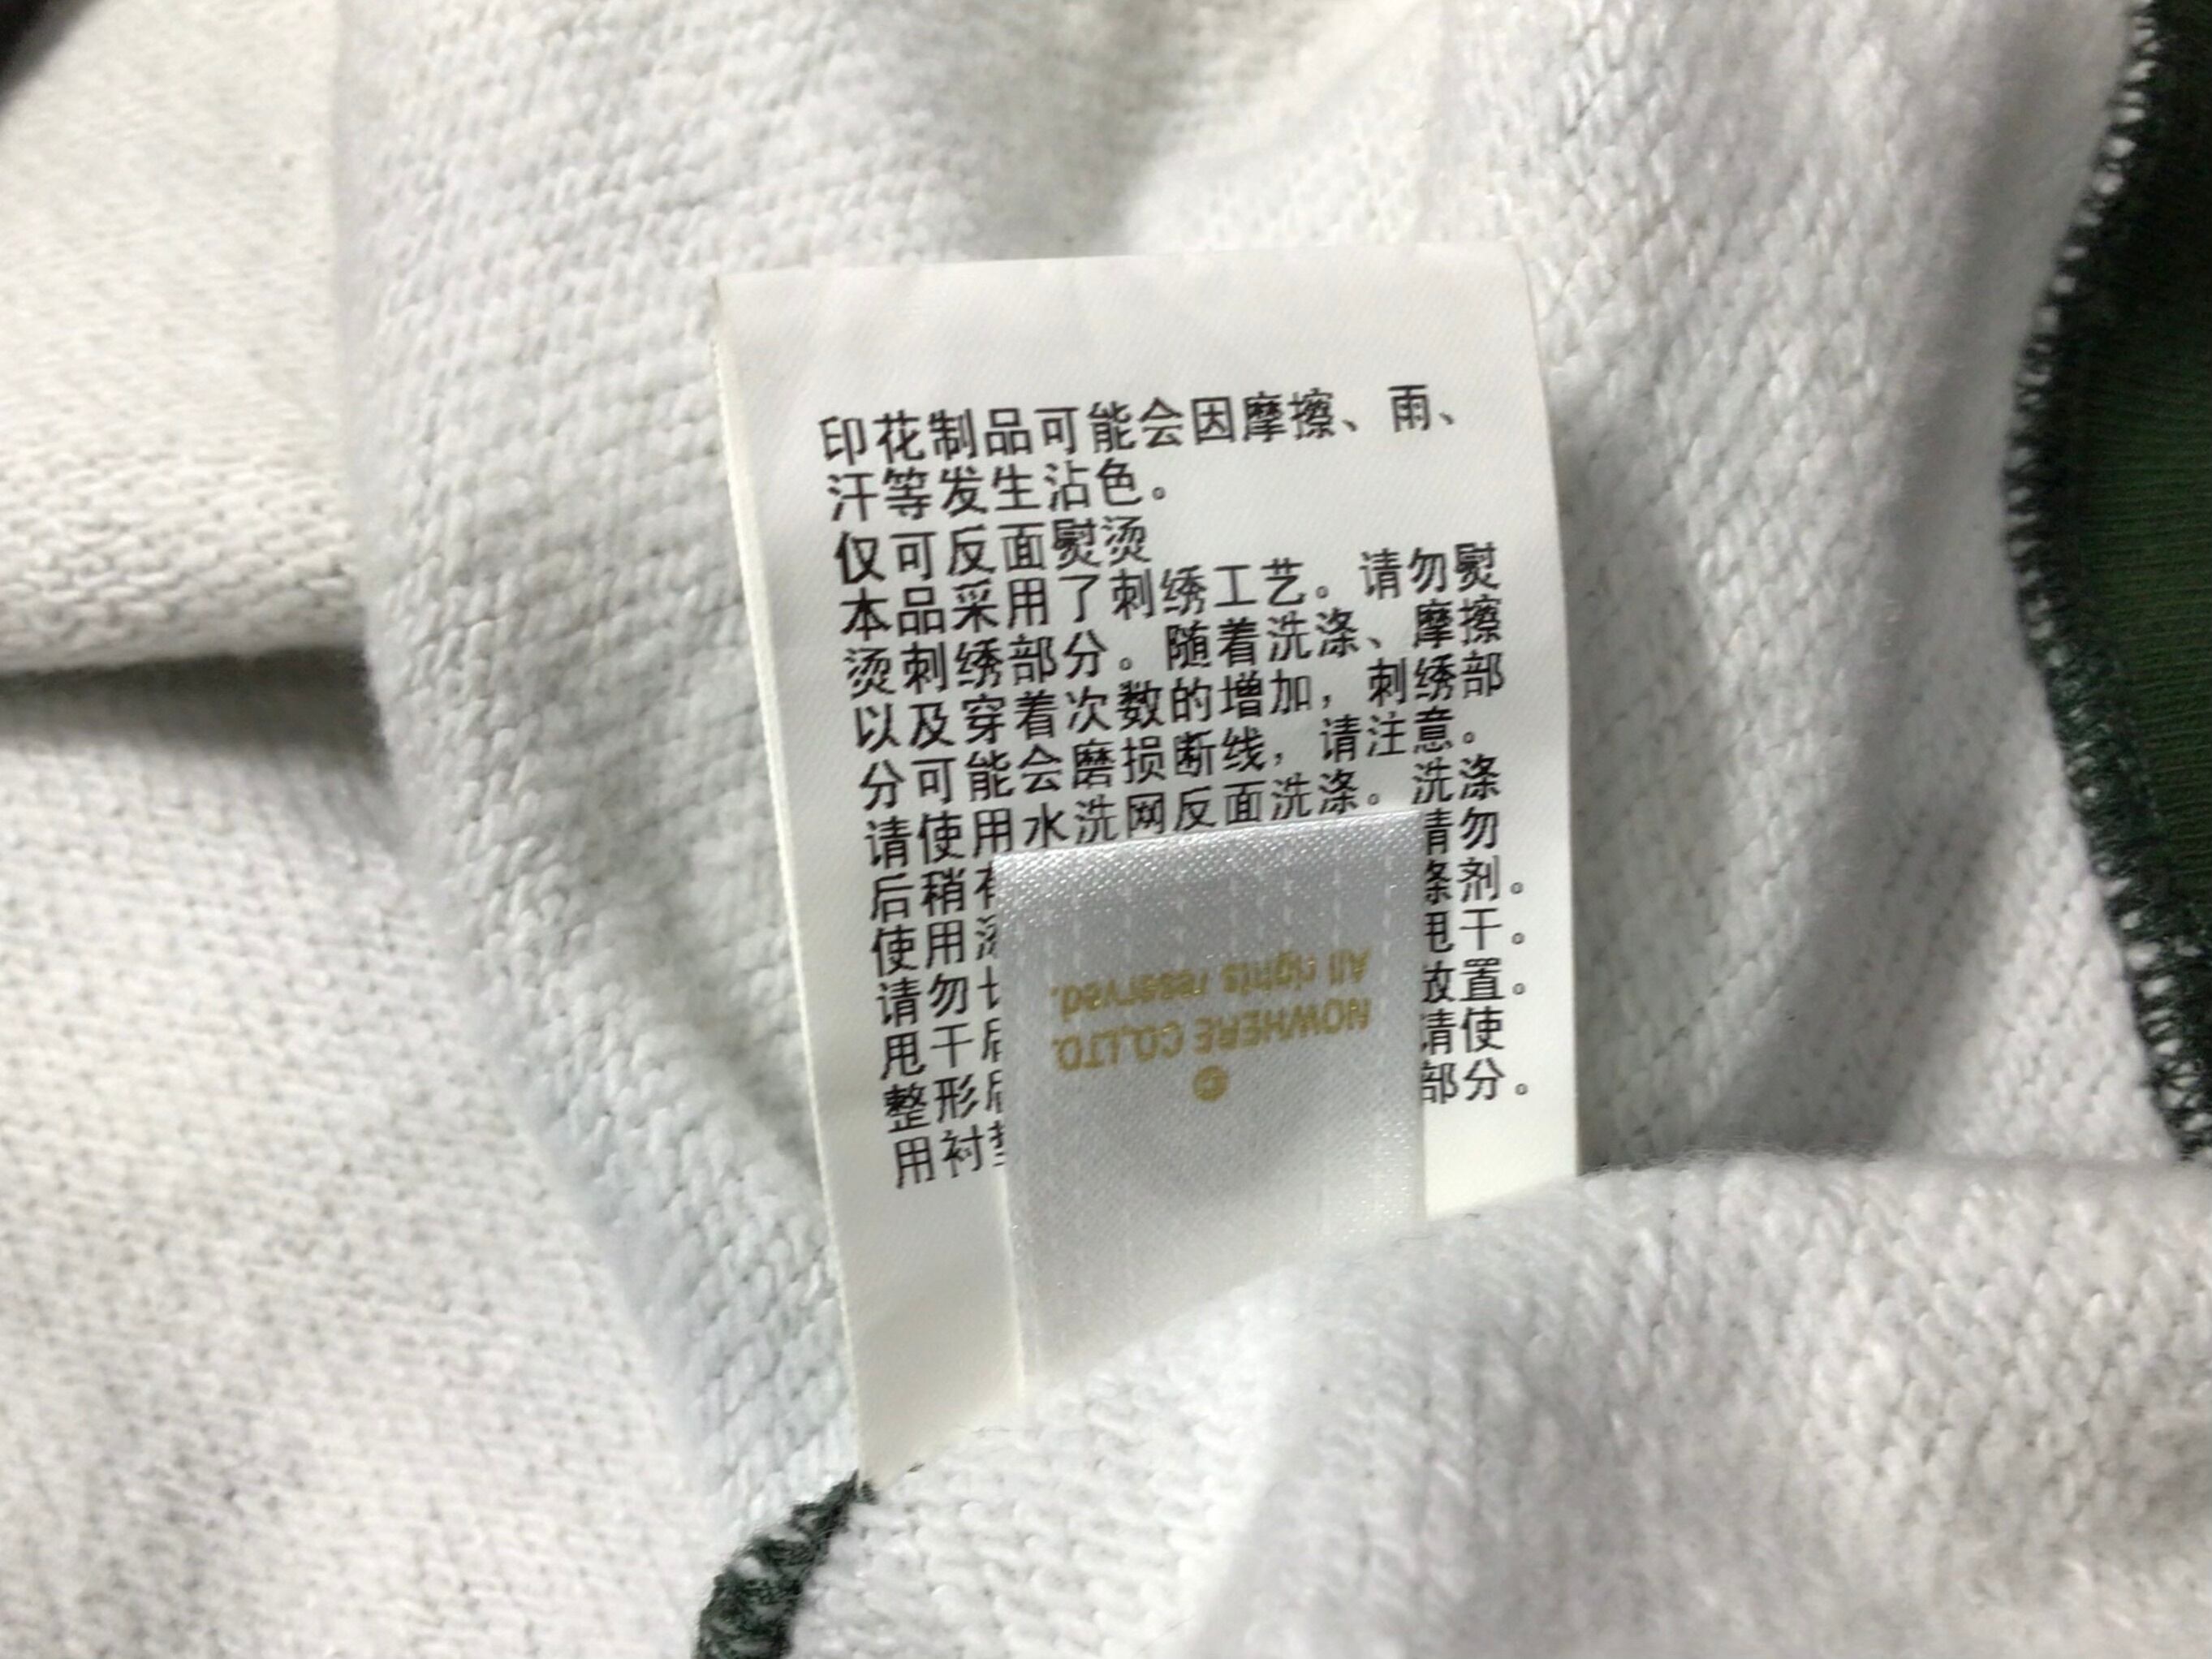 印花制品可能会因摩擦、雨、
汗等发生沾色。
仅可反面熨烫
本品采用了刺绣工艺。请勿熨
烫刺绣部分。随着洗涤、摩擦
以及穿着次数的增加，刺绣部
分可能会磨损断线，请注意。
请使用水洗网反面洗涤。洗涤
后稍 请勿
使用 涤剂。
请勿 甩干。
甩干后 放置。
整形后 请使
用衬 部分。
©
NOWHERE CO.,LTD.
All rights reserved.